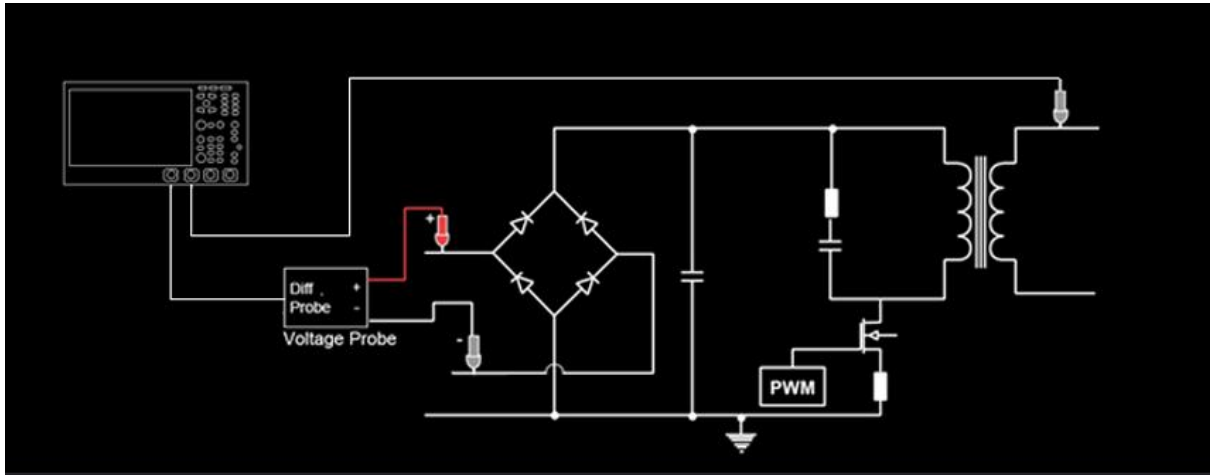 +
Diff . +
Probe -
Voltage Probe
-
PWM